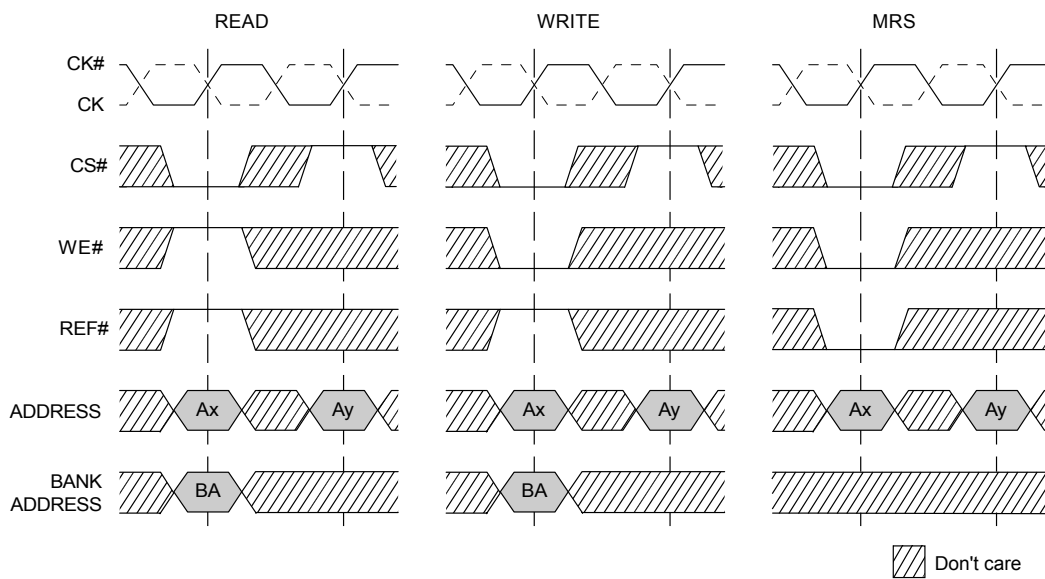 READ WRITE MRS
CK#
CK
CS#
WE#
REF#
ADDRESS Ax Ay Ax Ay Ax Ay
BANK
ADDRESS
BA BA
Don't care